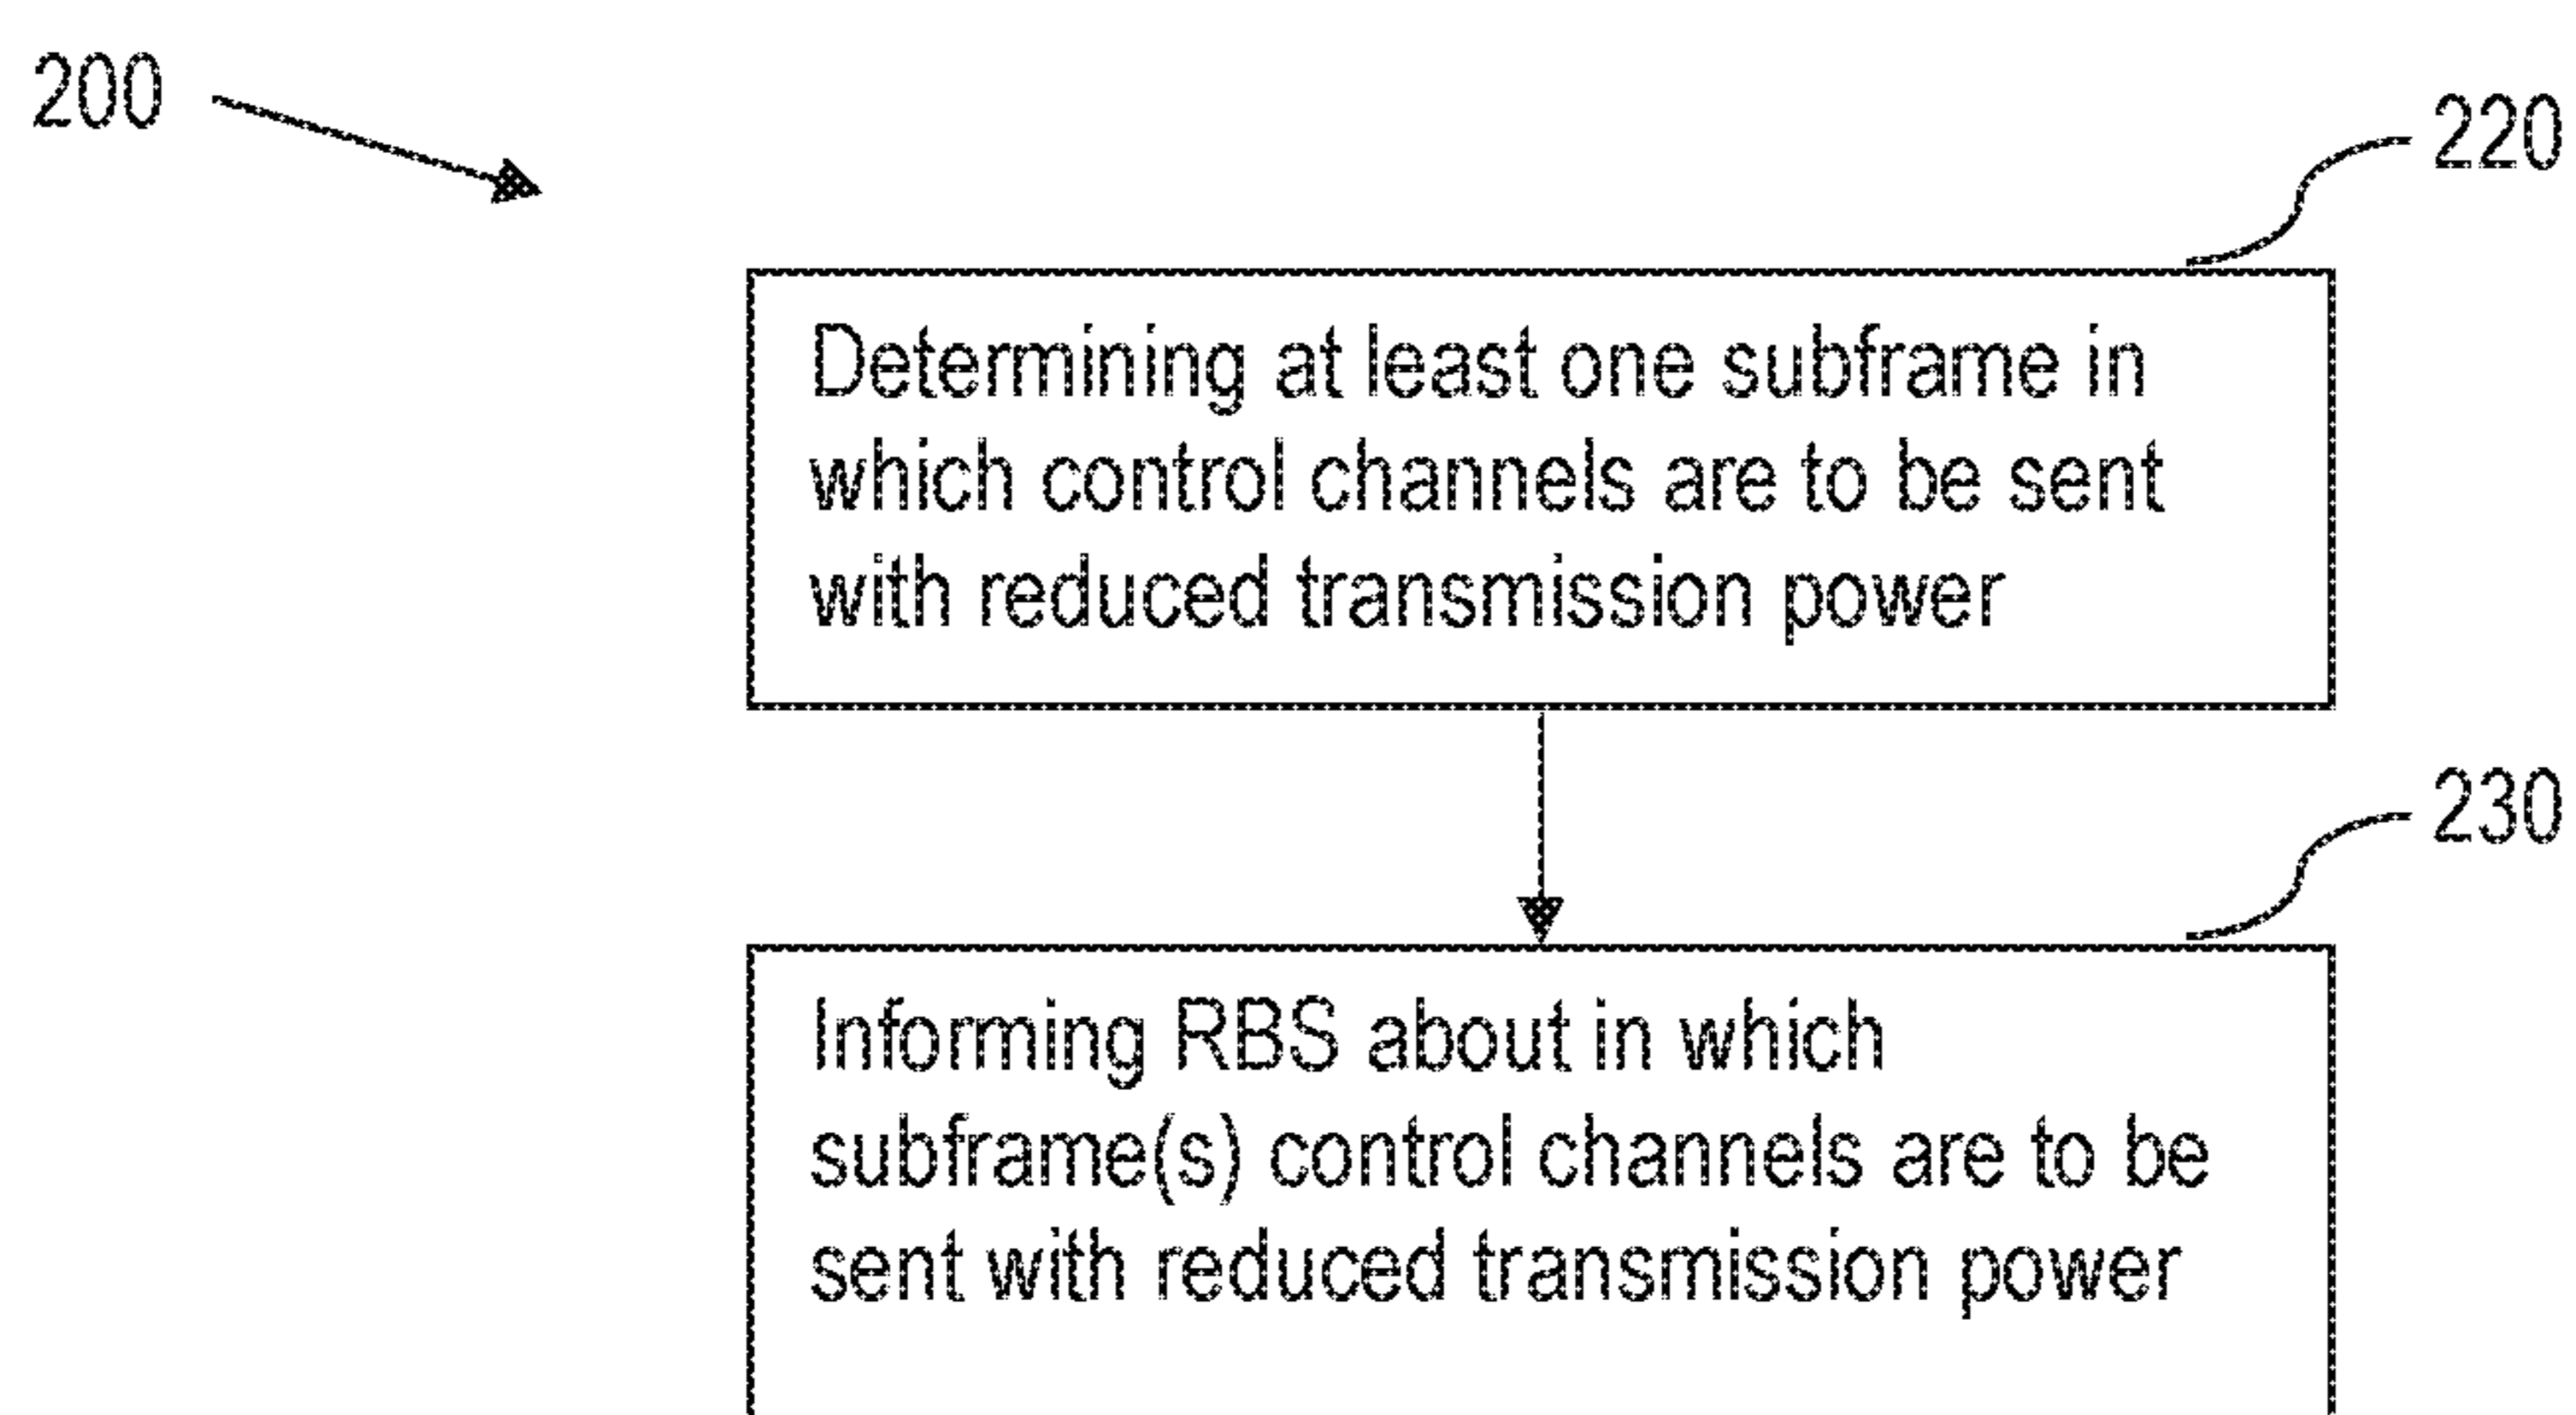 200
220
Determining at least one subframe in
which control channels are to be sent
with reduced transmission power
230
Informing RBS about in which
subframe(s) control channels are to be
sent with reduced transmission power